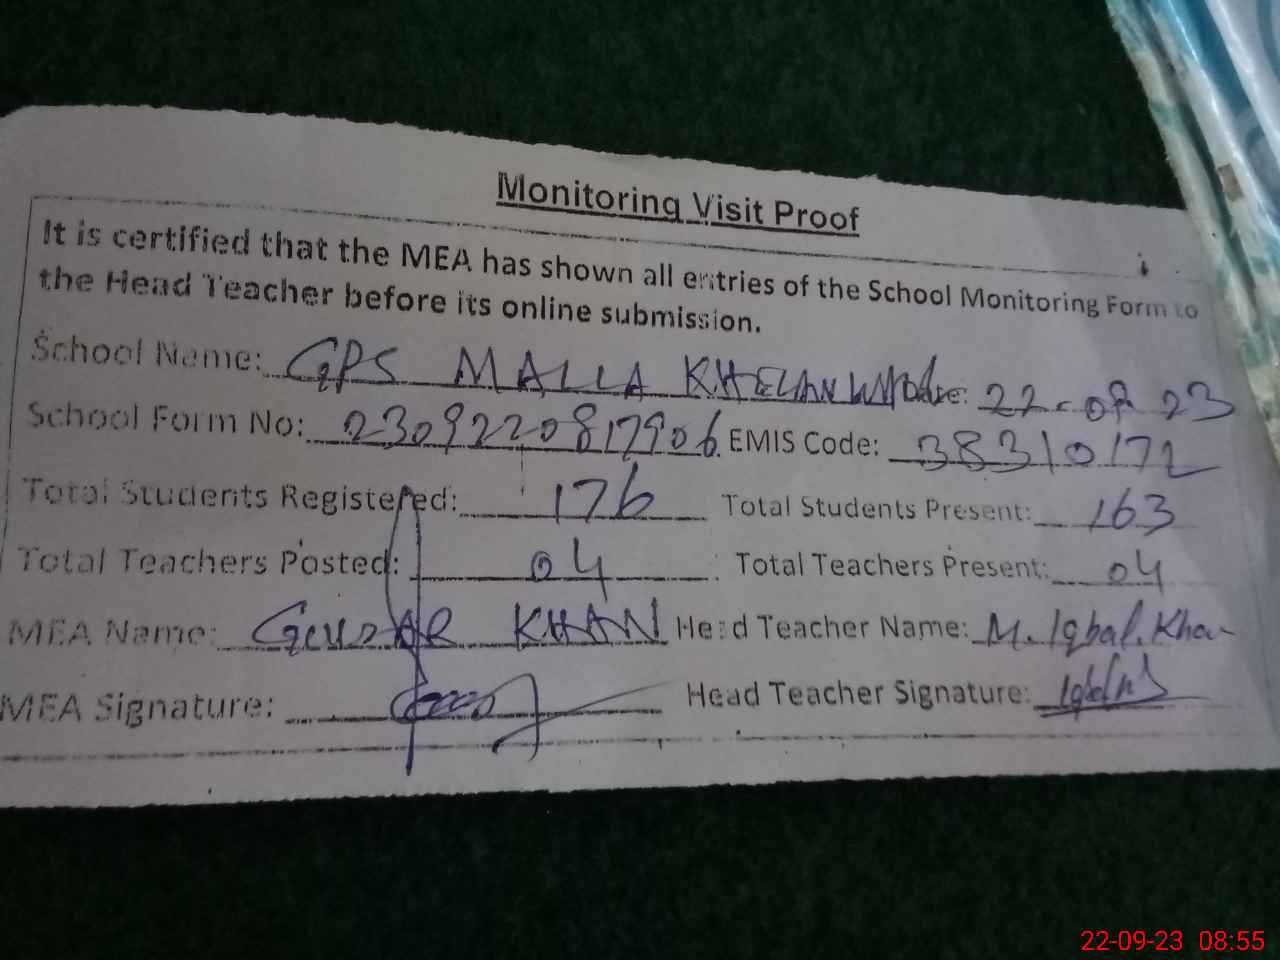 Monitoring Visit Proof
It is certified that the MEA has shown all entries of the School Monitoring Form to
the Head Teacher before its online submission.
School Name: GPS MALLA KHELAN Date: 22-09 23
School Form No: 2309220817906 EMIS Code: 38310172
Total Students Registered: 176 Total Students Present: 163
Total Teachers Posted: 04 Total Teachers Present: 04
MEA Name: GULZAR KHAN Head Teacher Name: M. Iqbal. Khan
MEA Signature: Head Teacher Signature:
22-09-23 08:55